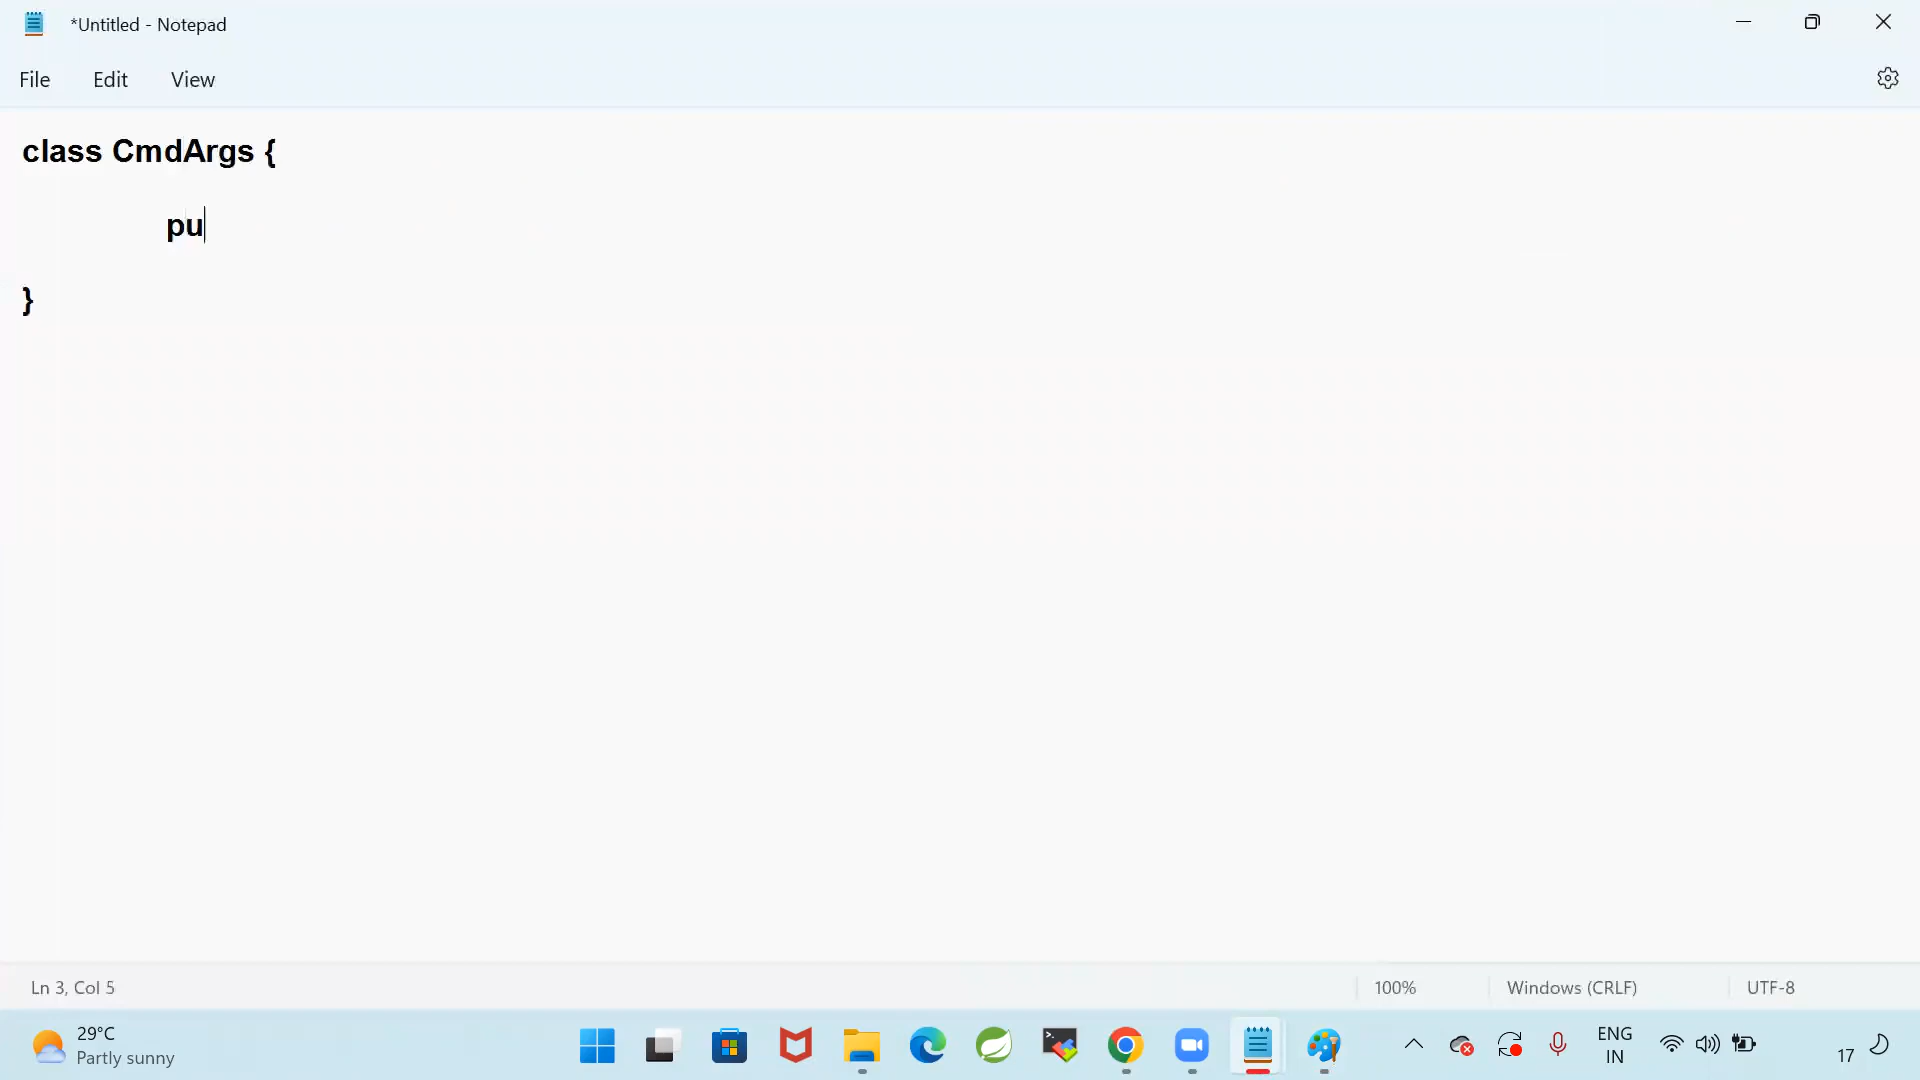 *Untitled - Notepad
File Edit View
class CmdArgs {
pu
}
Ln 3, Col 5 100% Windows (CRLF) UTF-8
29°C
Partly sunny
ENG
IN
17